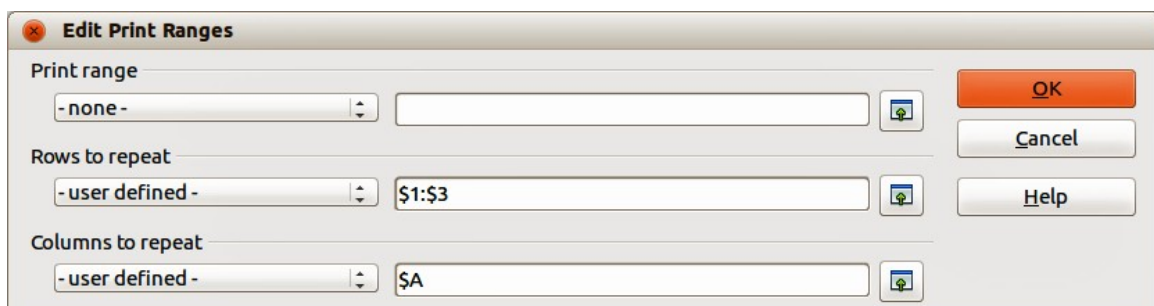 Edit Print Ranges
Print range
- none -
OK
Cancel
Rows to repeat
- user defined -
$1:$3
Help
Columns to repeat
- user defined -
$A